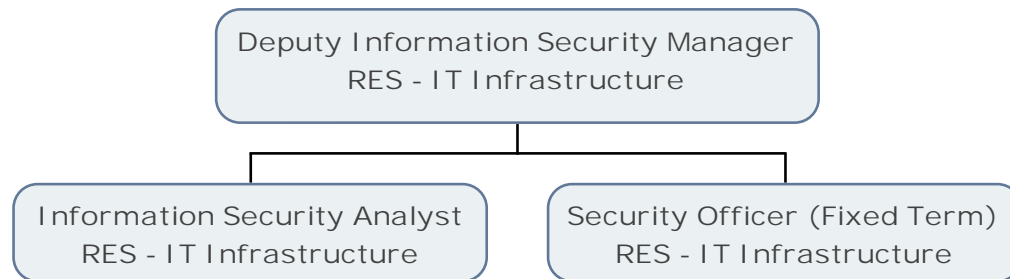 Deputy Information Security Manager
RES - IT Infrastructure
Information Security Analyst
RES - IT Infrastructure
Security Officer (Fixed Term)
RES - IT Infrastructure